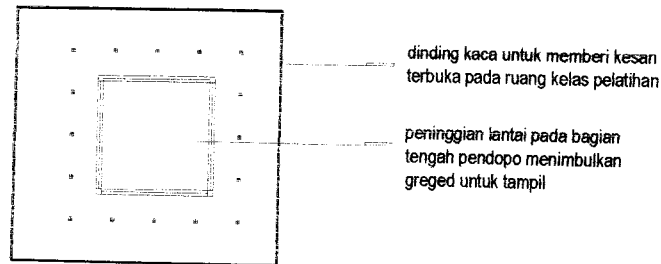 dinding kaca untuk memberi kesan
terbuka pada ruang kelas pelatihan
peninggian lantai pada bagian
tengah pendopo menimbulkan
greged untuk tampil